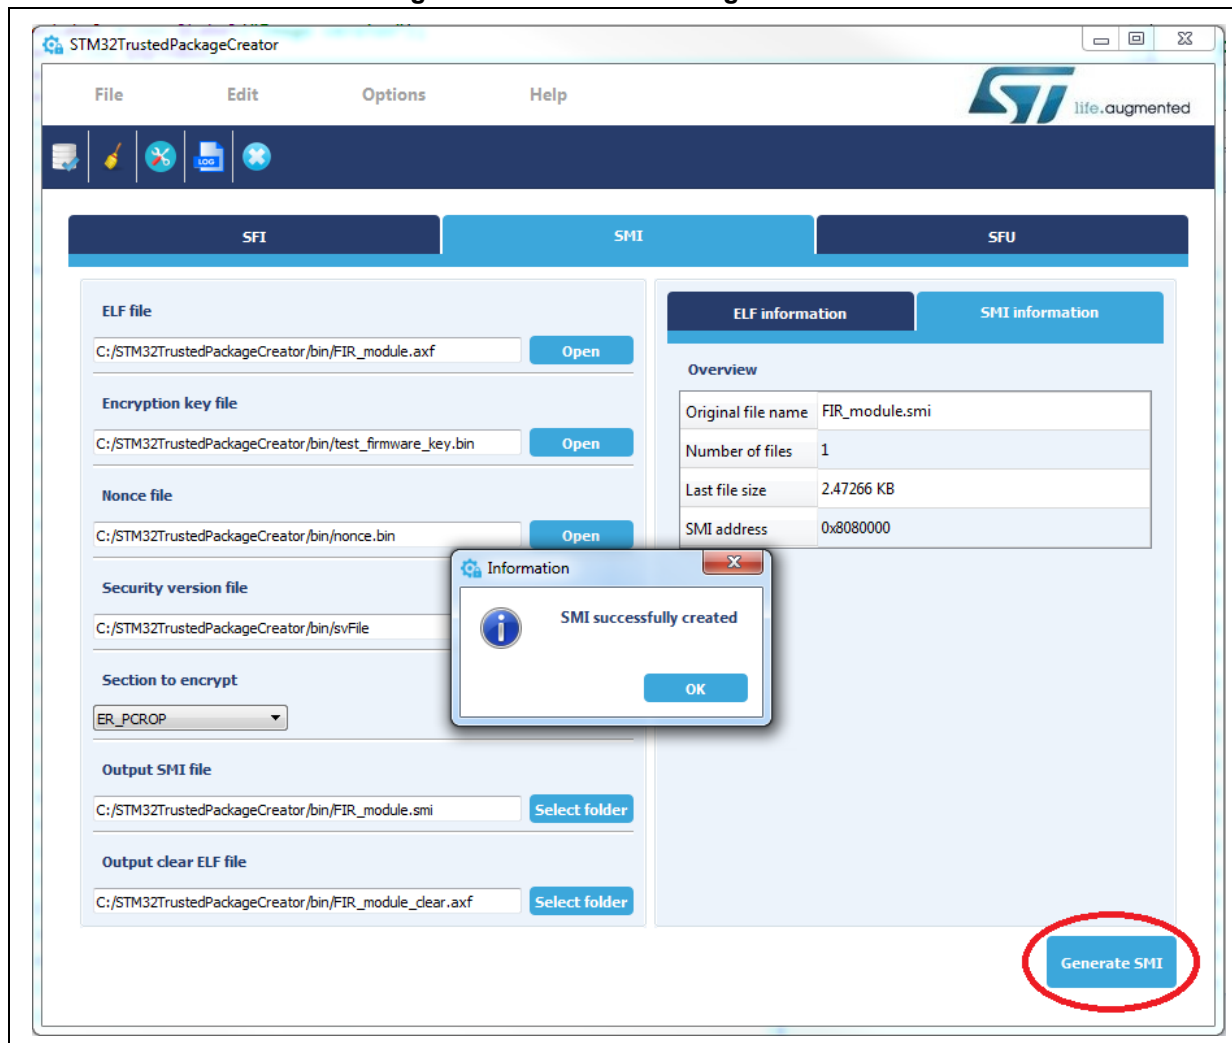 STM32TrustedPackageCreator
File Edit Options Help
ST life.augmented
LOG
SFI SMI SFU
ELF file
C:/STM32TrustedPackageCreator/bin/FIR_module.axf Open
Encryption key file
C:/STM32TrustedPackageCreator/bin/test_firmware_key.bin Open
Nonce file
C:/STM32TrustedPackageCreator/bin/nonce.bin Open
Security version file
C:/STM32TrustedPackageCreator/bin/svFile
Section to encrypt
ER_PCROP
Output SMI file
C:/STM32TrustedPackageCreator/bin/FIR_module.smi Select folder
Output clear ELF file
C:/STM32TrustedPackageCreator/bin/FIR_module_clear.axf Select folder
ELF information SMI information
Overview
Original file name FIR_module.smi
Number of files 1
Last file size 2.47266 KB
SMI address 0x8080000
Information
SMI successfully created
OK
Generate SMI